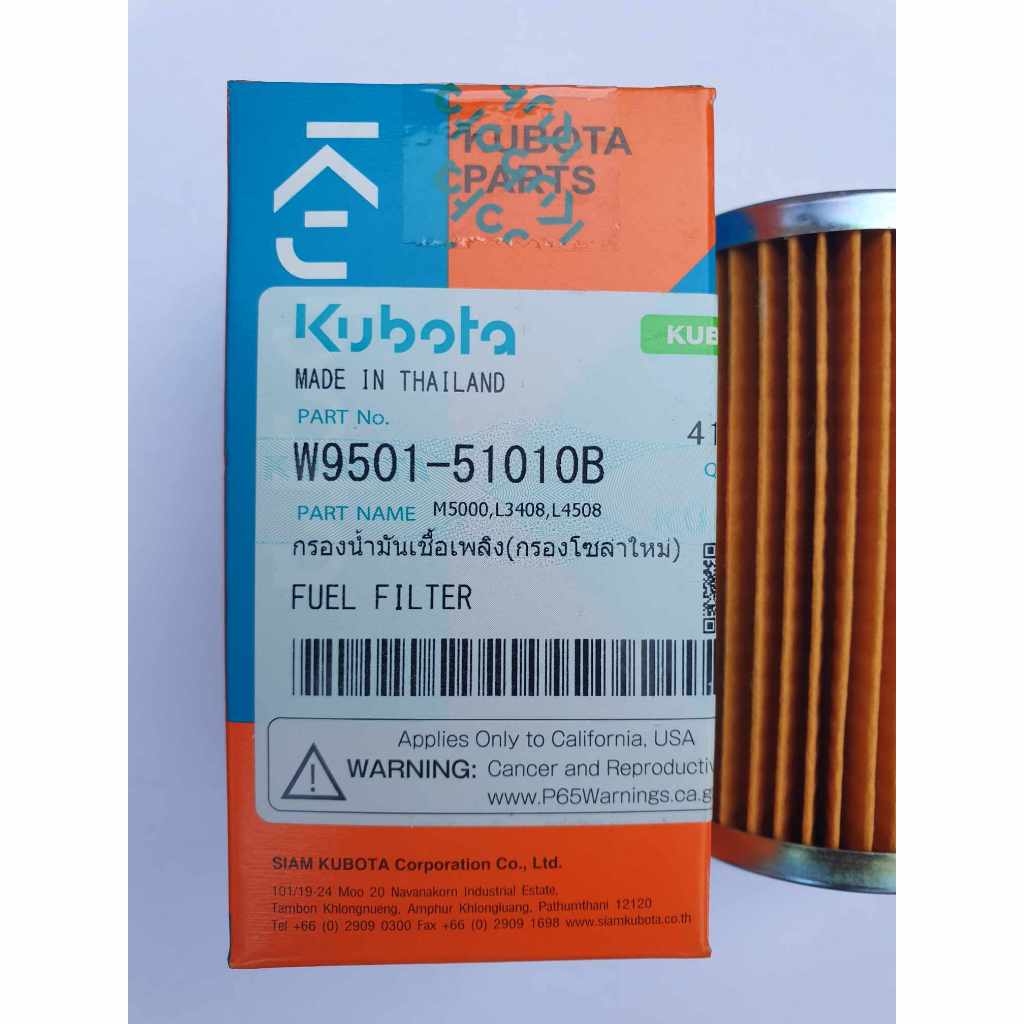 KUBOTA
PARTS
Kubota
KUB
MADE IN THAILAND
PART No.
41
W9501-51010B
Q
PART NAME M5000,L3408,L4508
KU
กรองน้ำมันเชื้อเพลิง(กรองโซล่าใหม่)
FUEL FILTER
Applies Only to California, USA
WARNING: Cancer and Reproductiv
www.P65Warnings.ca.g
SIAM KUBOTA Corporation Co., Ltd.
101/19-24 Moo 20 Navanakorn Industrial Estate,
Tambon Khlongnueng, Amphur Khlongluang, Pathumthani 12120
Tel +66 (0) 2909 0300 Fax +66 (0) 2909 1698 www.siamkubota.co.th